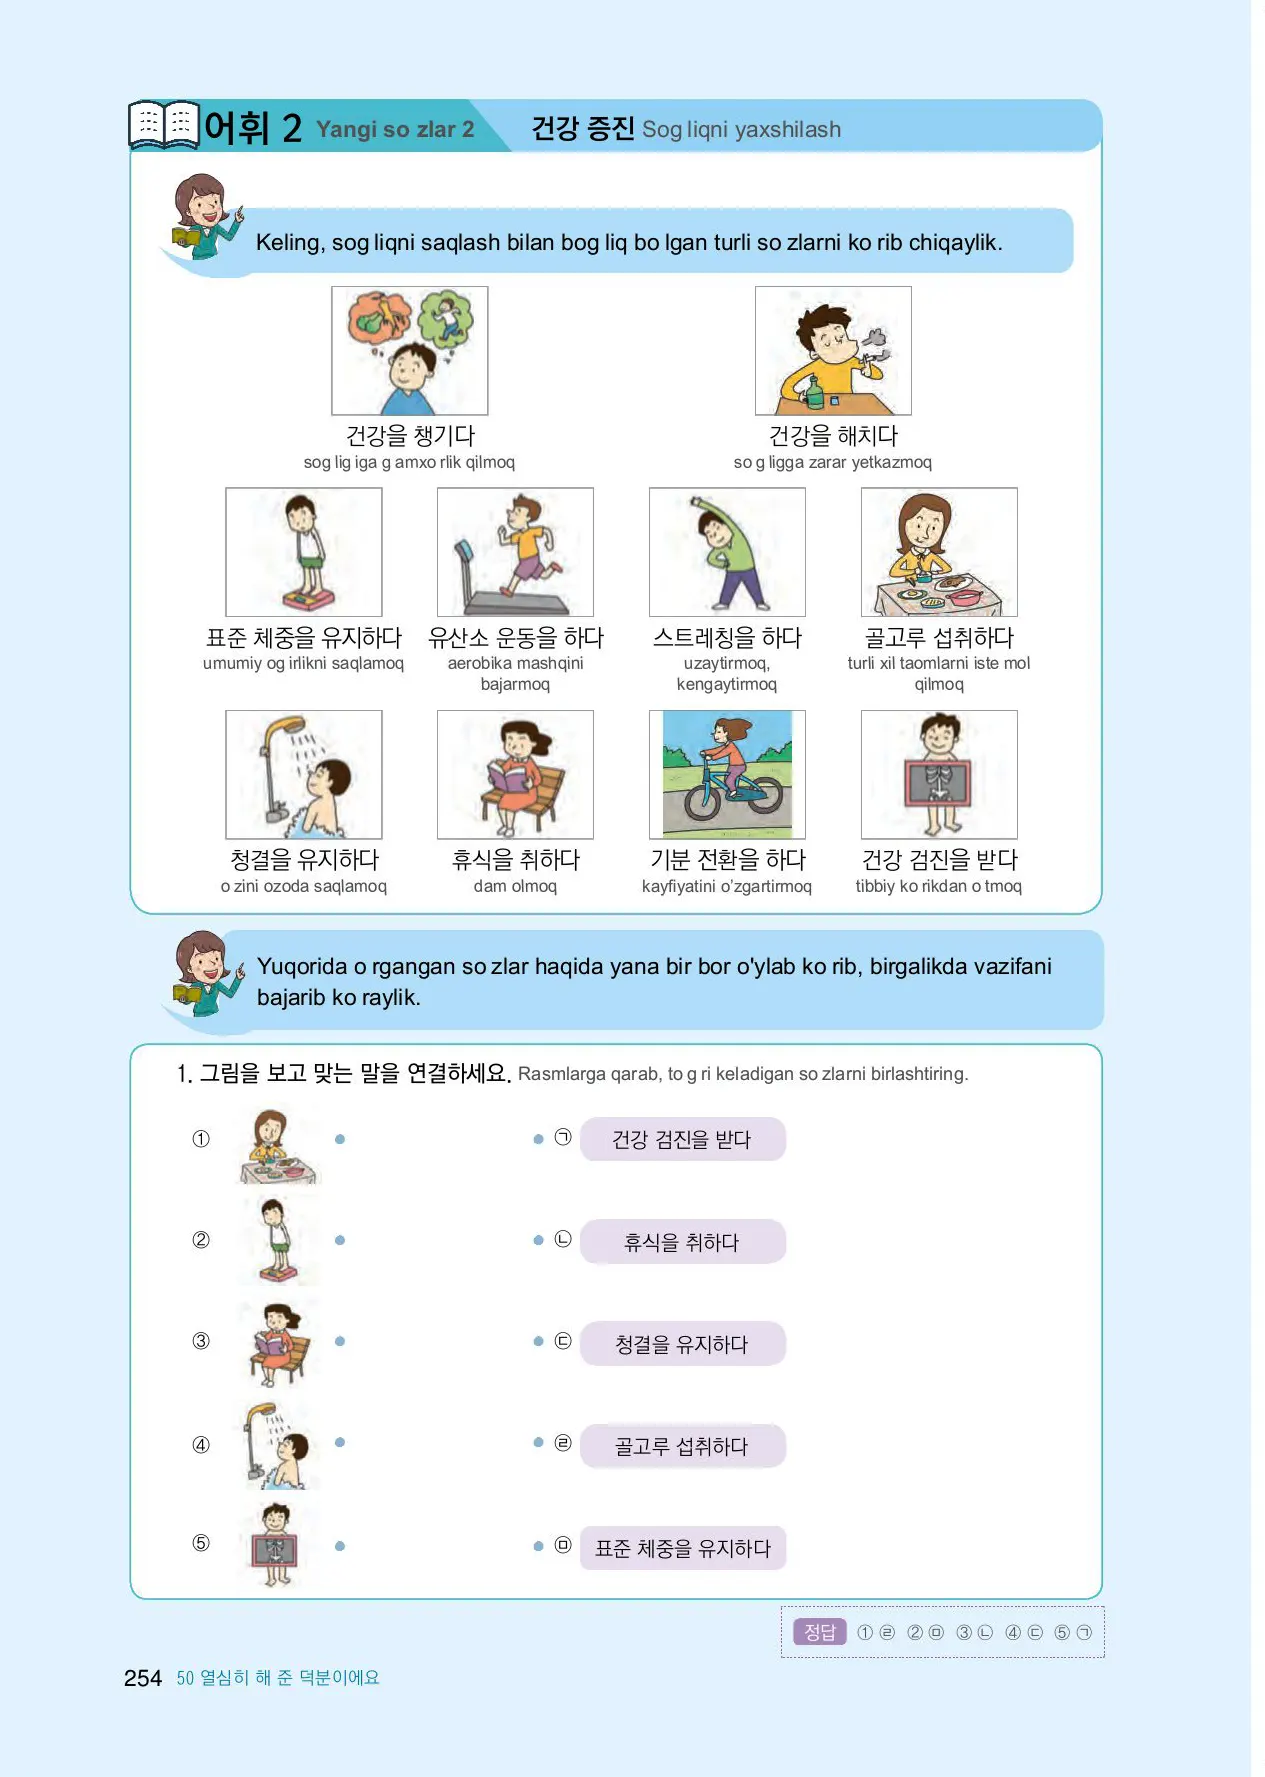 어휘 2 Yangi so zlar 2 건강 증진 Sog liqni yaxshilash
Keling, sog liqni saqlash bilan bog liq bo lgan turli so zlarni ko rib chiqaylik.
건강을 챙기다 건강을 해치다
sog lig iga g amxo rlik qilmoq so g ligga zarar yetkazmoq
표준 체중을 유지하다 유산소 운동을 하다 스트레칭을 하다 골고루 섭취하다
umumiy og irlikni saqlamoq aerobika mashqini uzaytirmoq, turli xil taomlarni iste mol
bajarmoq kengaytirmoq qilmoq
청결을 유지하다 휴식을 취하다 기분 전환을 하다 건강 검진을 받다
o zini ozoda saqlamoq dam olmoq kayfiyatini o’zgartirmoq tibbiy ko rikdan o tmoq
Yuqorida o rgangan so zlar haqida yana bir bor o'ylab ko rib, birgalikda vazifani
bajarib ko raylik.
1. 그림을 보고 맞는 말을 연결하세요. Rasmlarga qarab, to g ri keladigan so zlarni birlashtiring.
① ㉠ 건강 검진을 받다
② ㉡ 휴식을 취하다
③ ㉢ 청결을 유지하다
④ ㉣ 골고루 섭취하다
⑤ ㉤ 표준 체중을 유지하다
정답 ① ㉣ ② ㉤ ③ ㉡ ④ ㉢ ⑤ ㉠
254 50 열심히 해 준 덕분이에요